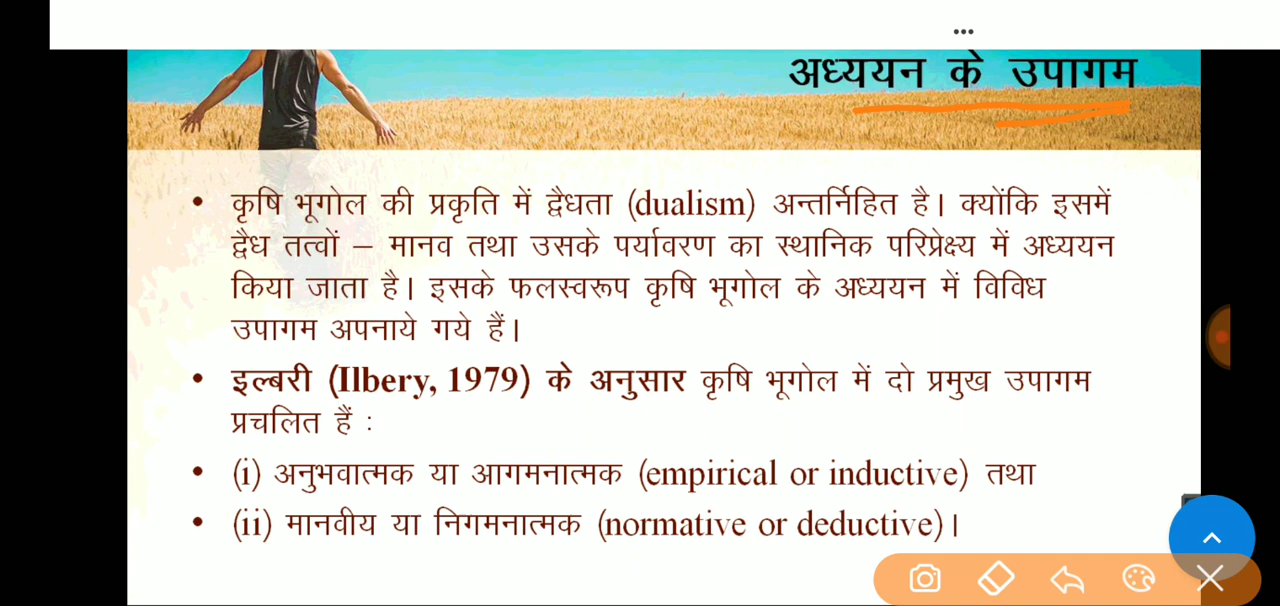 अध्ययन के उपागम
• कृषि भूगोल की प्रकृति में द्वैधता (dualism) अन्तर्निहित है। क्योंकि इसमें
द्वैध तत्वों – मानव तथा उसके पर्यावरण का स्थानिक परिप्रेक्ष्य में अध्ययन
किया जाता है। इसके फलस्वरूप कृषि भूगोल के अध्ययन में विविध
उपागम अपनाये गये हैं।
• इल्बरी (Ilbery, 1979) के अनुसार कृषि भूगोल में दो प्रमुख उपागम
प्रचलित हैं :
• (i) अनुभवात्मक या आगमनात्मक (empirical or inductive) तथा
• (ii) मानवीय या निगमनात्मक (normative or deductive)।